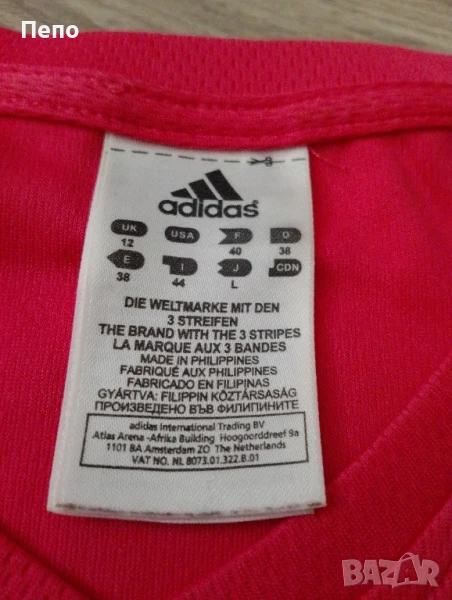 Пепо
adidas
UK USA F D
12 40 38
E I J CDN
38 44 L
DIE WELTMARKE MIT DEN
3 STREIFEN
THE BRAND WITH THE 3 STRIPES
LA MARQUE AUX 3 BANDES
MADE IN PHILIPPINES
FABRIQUÉ AUX PHILIPPINES
FABRICADO EN FILIPINAS
GYÁRTVA: FILIPPIN KÖZTÁRSASÁG
ПРОИЗВЕДЕНО ВЪВ ФИЛИПИНИТЕ
adidas International Trading BV
Atlas Arena -Afrika Building Hoogoorddreef 9a
1101 BA Amsterdam ZO The Netherlands
VAT NO. NL 8073.01.322.B.01
BAZAR